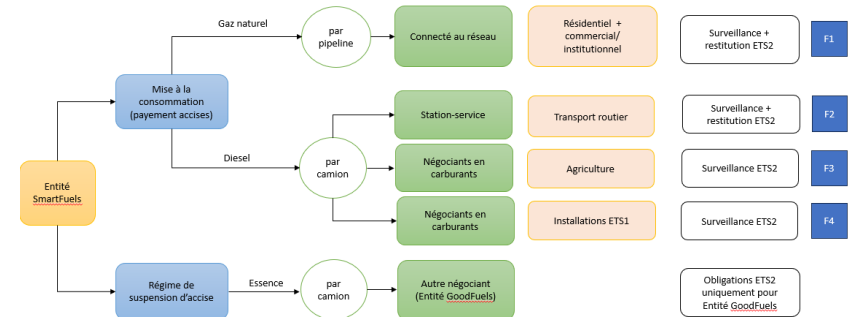 Gaz naturel
par
pipeline
Connecté au réseau
Résidentiel +
commercial/
institutionnel
Surveillance +
restitution ETS2
F1
Mise à la
consommation
(payement accises)
Station-service
Transport routier
Surveillance +
restitution ETS2
F2
Diesel
par
camion
Négociants en
carburants
Agriculture
Surveillance ETS2
F3
Entité
SmartFuels
Négociants en
carburants
Installations ETS1
Surveillance ETS2
F4
Régime de
suspension d'accise
Essence
par
camion
Autre négociant
(Entité GoodFuels)
Obligations ETS2
uniquement pour
Entité GoodFuels